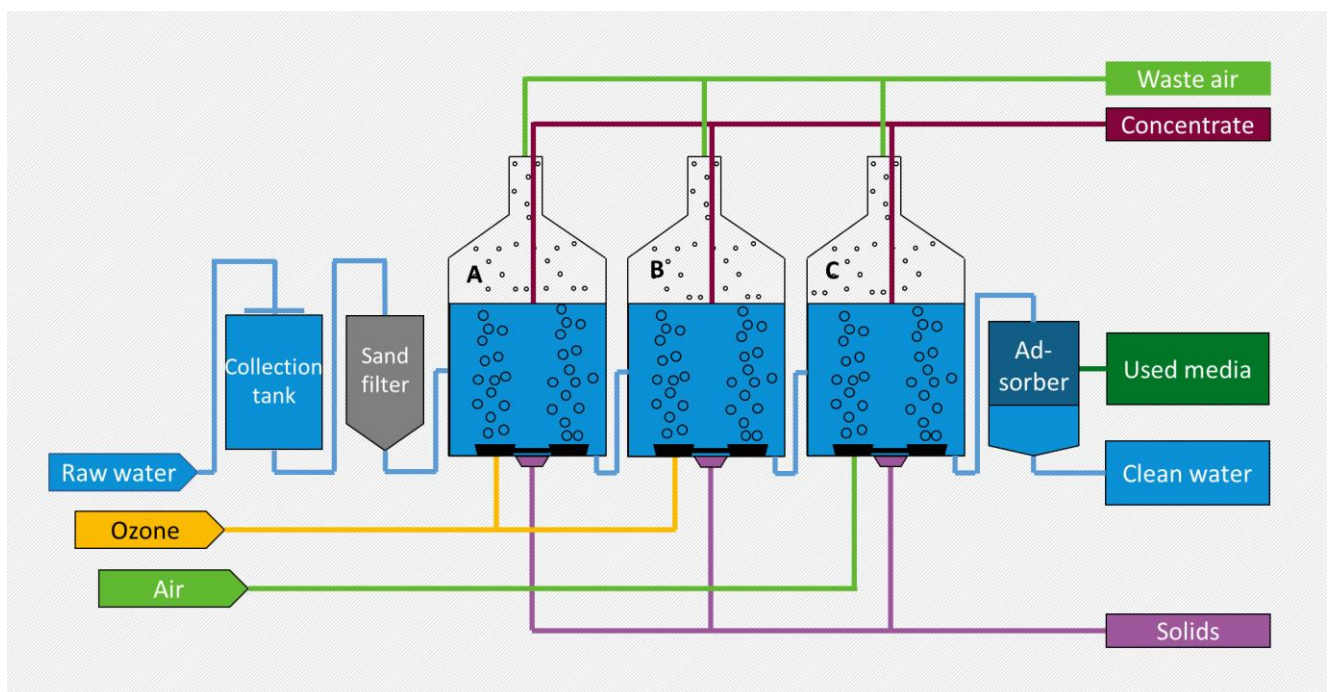 Waste air
Concentrate
A
B
C
Collection
tank
Sand
filter
Ad-
sorber
Used media
Raw water
Clean water
Ozone
Air
Solids